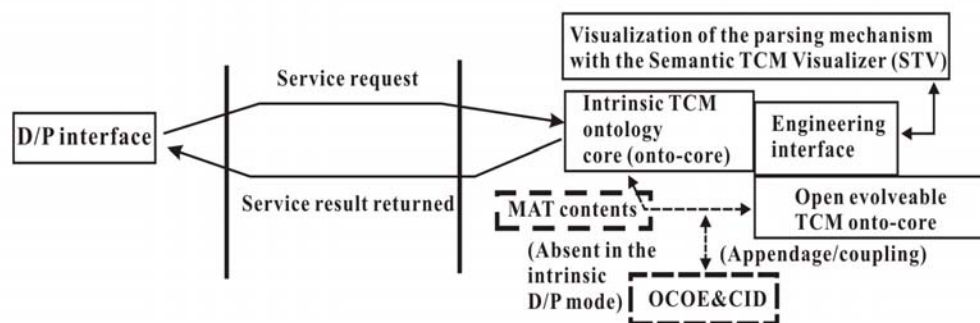 Visualization of the parsing mechanism
with the Semantic TCM Visualizer (STV)
Service request
D/P interface
Intrinsic TCM
ontology
core (onto-core)
Engineering
interface
Service result returned
MAT contents
Open evolveable
TCM onto-core
(Absent in the
intrinsic
D/P mode)
(Appendage/coupling)
OCOE&CID